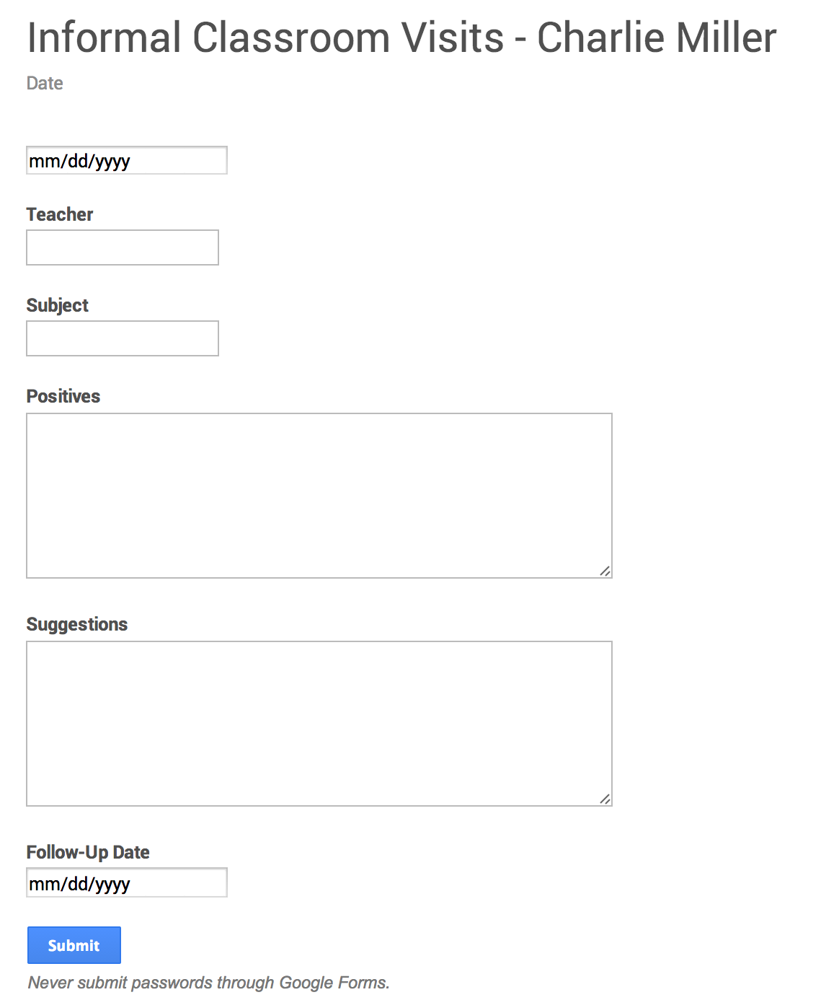 Informal Classroom Visits - Charlie Miller
Date
mm/dd/yyyy
Teacher
Subject
Positives
Suggestions
Follow-Up Date
mm/dd/yyyy
Submit
Never submit passwords through Google Forms.